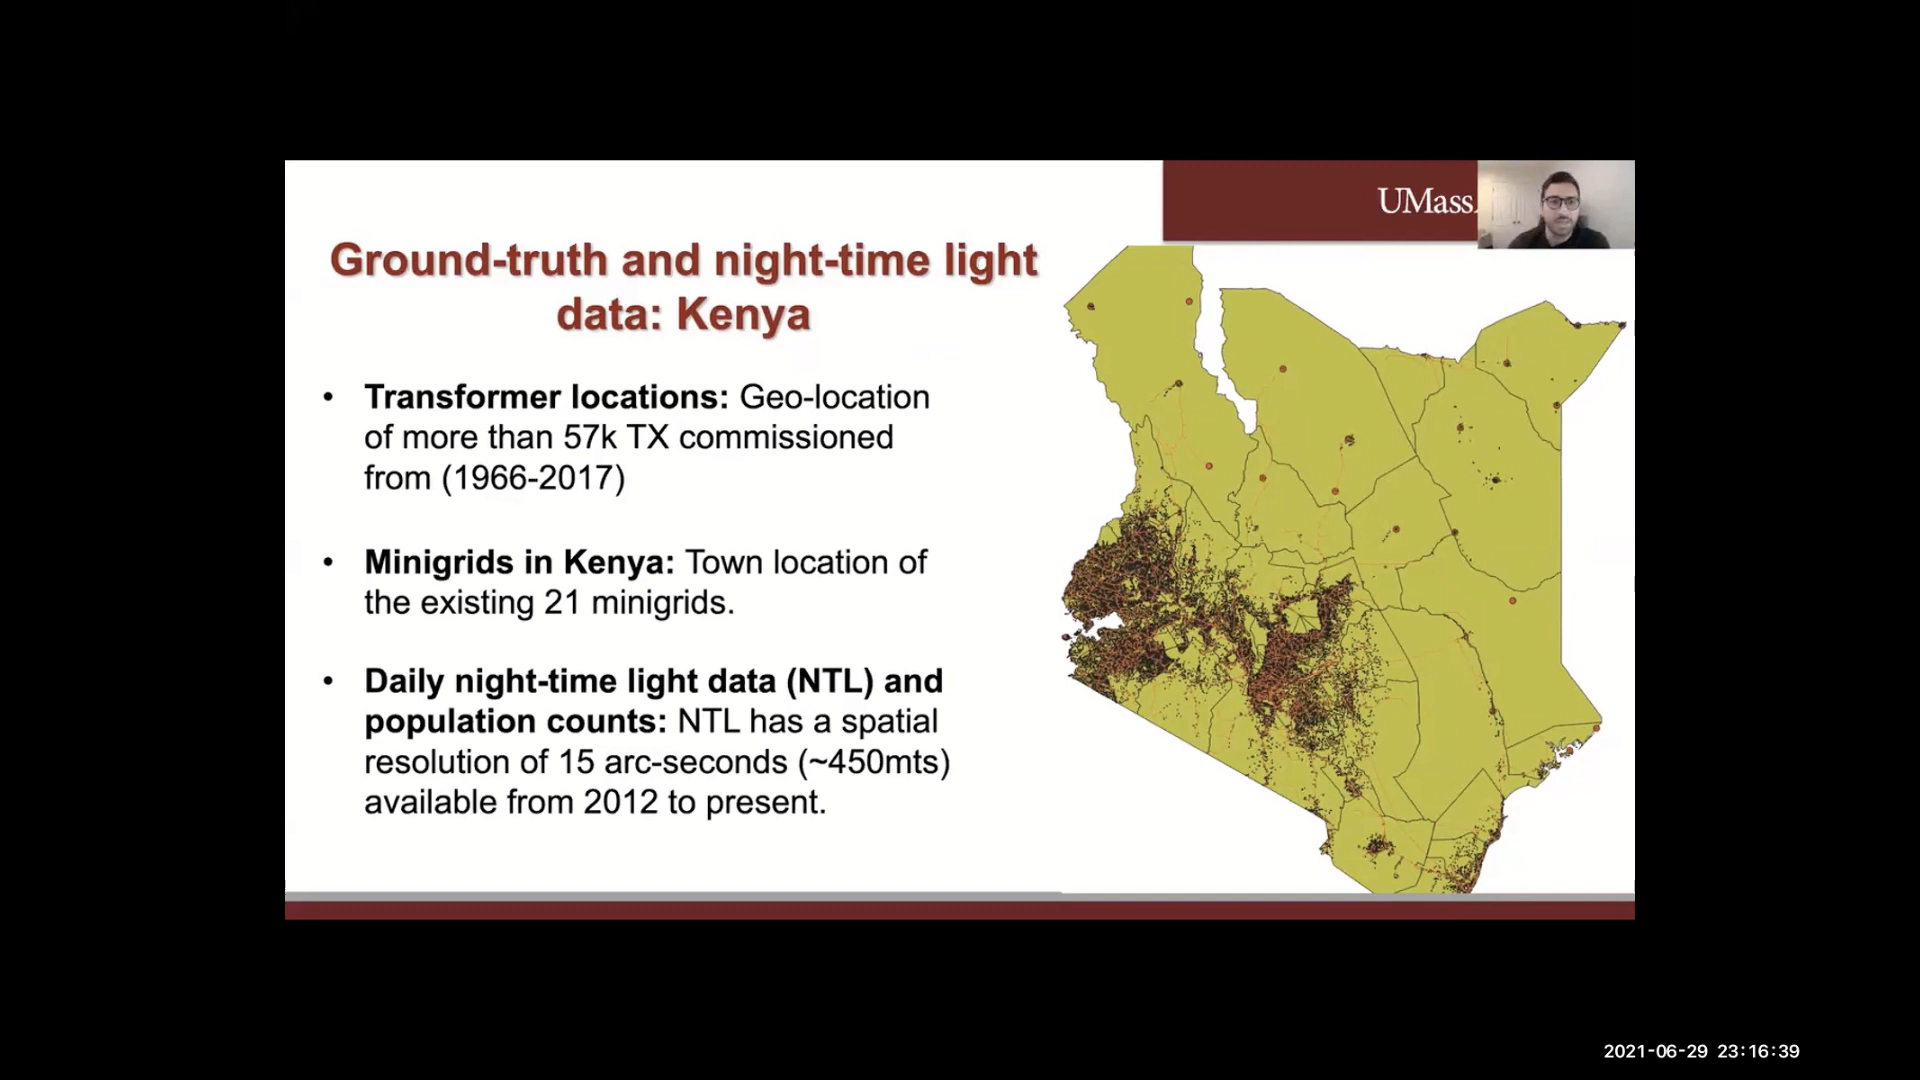 UMass
Ground-truth and night-time light
data: Kenya
• Transformer locations: Geo-location
of more than 57k TX commissioned
from (1966-2017)
• Minigrids in Kenya: Town location of
the existing 21 minigrids.
• Daily night-time light data (NTL) and
population counts: NTL has a spatial
resolution of 15 arc-seconds (~450mts)
available from 2012 to present.
2021-06-29 23:16:39